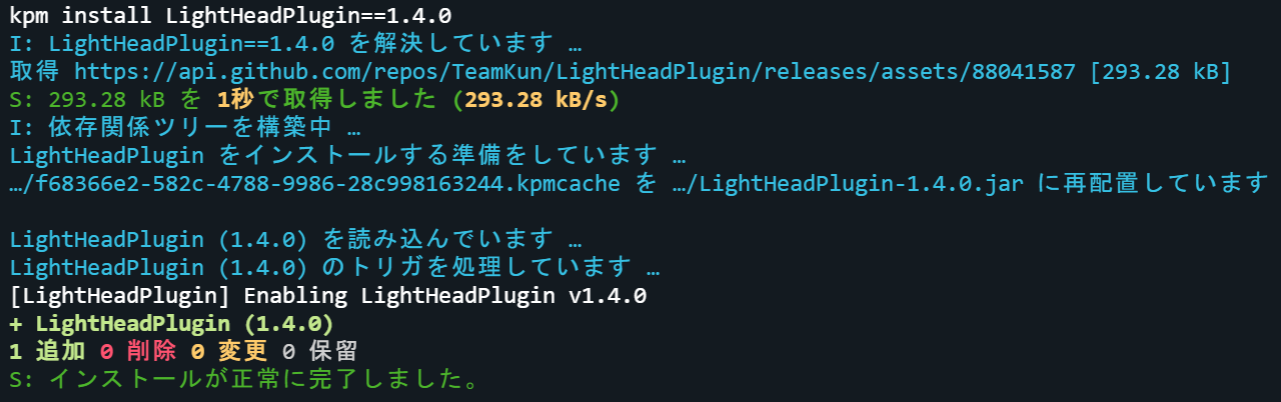 kpm install LightHeadPlugin==1.4.0
I: LightHeadPlugin==1.4.0 を解決しています …
取得 https://api.github.com/repos/TeamKun/LightHeadPlugin/releases/assets/88041587 [293.28 kB]
S: 293.28 kB を 1秒で取得しました (293.28 kB/s)
I: 依存関係ツリーを構築中 …
LightHeadPlugin をインストールする準備をしています …
…/f68366e2-582c-4788-9986-28c998163244.kpmcache を …/LightHeadPlugin-1.4.0.jar に再配置しています
LightHeadPlugin (1.4.0) を読み込んでいます …
LightHeadPlugin (1.4.0) のトリガを処理しています …
[LightHeadPlugin] Enabling LightHeadPlugin v1.4.0
+ LightHeadPlugin (1.4.0)
1 追加 0 削除 0 変更 0 保留
S: インストールが正常に完了しました。